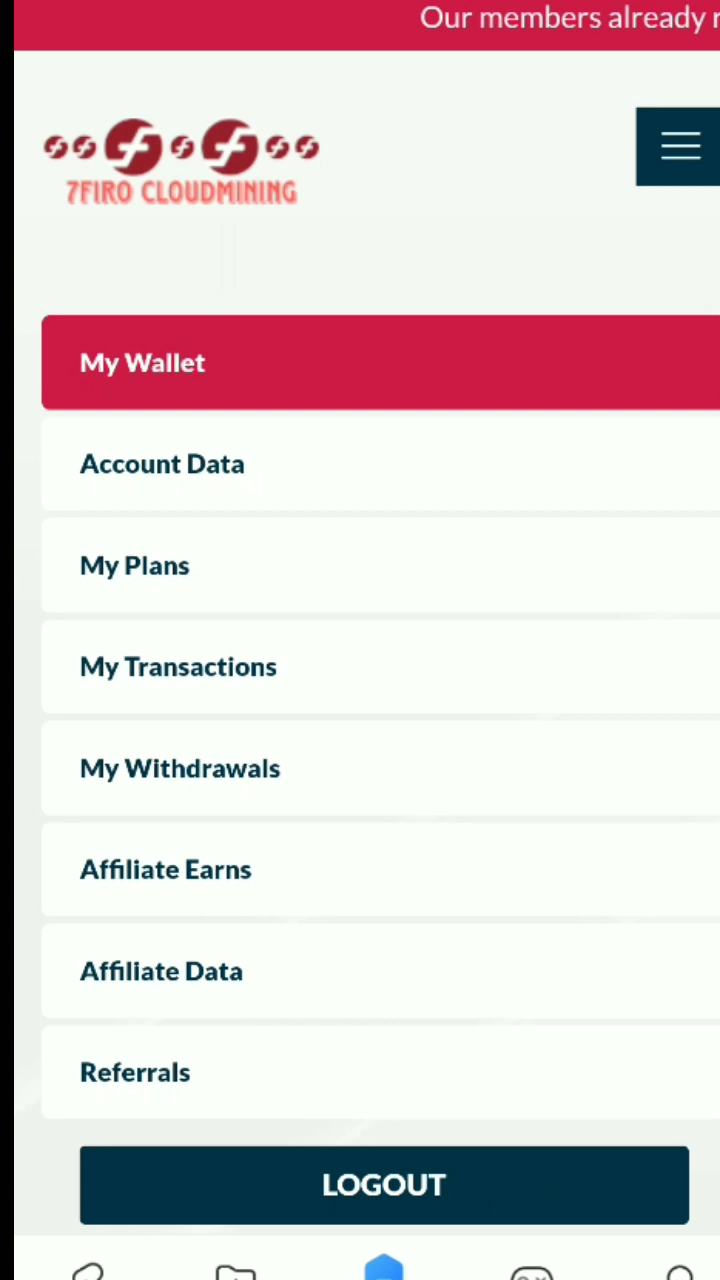 Our members already
7FIRO CLOUDMINING
My Wallet
Account Data
My Plans
My Transactions
My Withdrawals
Affiliate Earns
Affiliate Data
Referrals
LOGOUT